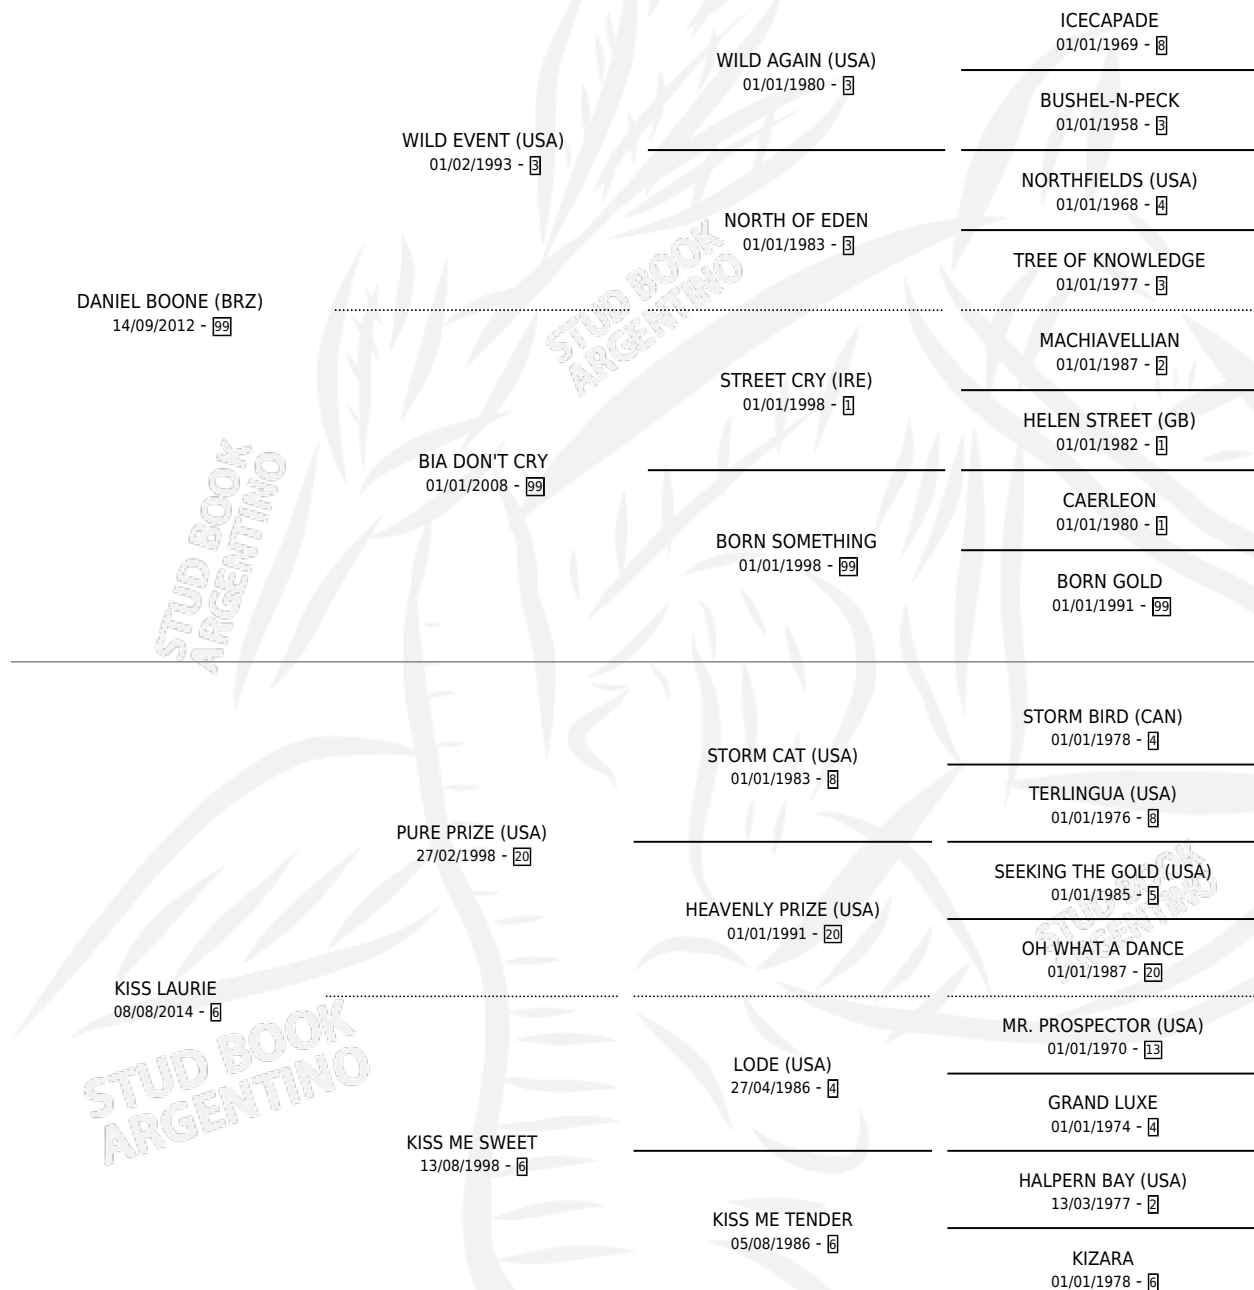 DANIEL BOONE (BRZ)
14/09/2012 - 99
WILD EVENT (USA)
01/02/1993 - 3
WILD AGAIN (USA)
01/01/1980 - 3
ICECAPADE
01/01/1969 - 8
BUSHEL-N-PECK
01/01/1958 - 3
NORTH OF EDEN
01/01/1983 - 3
NORTHFIELDS (USA)
01/01/1968 - 4
TREE OF KNOWLEDGE
01/01/1977 - 3
BIA DON'T CRY
01/01/2008 - 99
STREET CRY (IRE)
01/01/1998 - 1
MACHIAVELLIAN
01/01/1987 - 2
HELEN STREET (GB)
01/01/1982 - 1
BORN SOMETHING
01/01/1998 - 99
CAERLEON
01/01/1980 - 1
BORN GOLD
01/01/1991 - 99
KISS LAURIE
08/08/2014 - 6
PURE PRIZE (USA)
27/02/1998 - 20
STORM CAT (USA)
01/01/1983 - 8
STORM BIRD (CAN)
01/01/1978 - 4
TERLINGUA (USA)
01/01/1976 - 8
HEAVENLY PRIZE (USA)
01/01/1991 - 20
SEEKING THE GOLD (USA)
01/01/1985 - 5
OH WHAT A DANCE
01/01/1987 - 20
KISS ME SWEET
13/08/1998 - 6
LODE (USA)
27/04/1986 - 4
MR. PROSPECTOR (USA)
01/01/1970 - 13
GRAND LUXE
01/01/1974 - 4
KISS ME TENDER
05/08/1986 - 6
HALPERN BAY (USA)
13/03/1977 - 2
KIZARA
01/01/1978 - 6
STUD BOOK
ARGENTINO
STUD BOOK
ARGENTINO
STUD BOOK
ARGENTINO
STUD BOOK
ARGENTINO